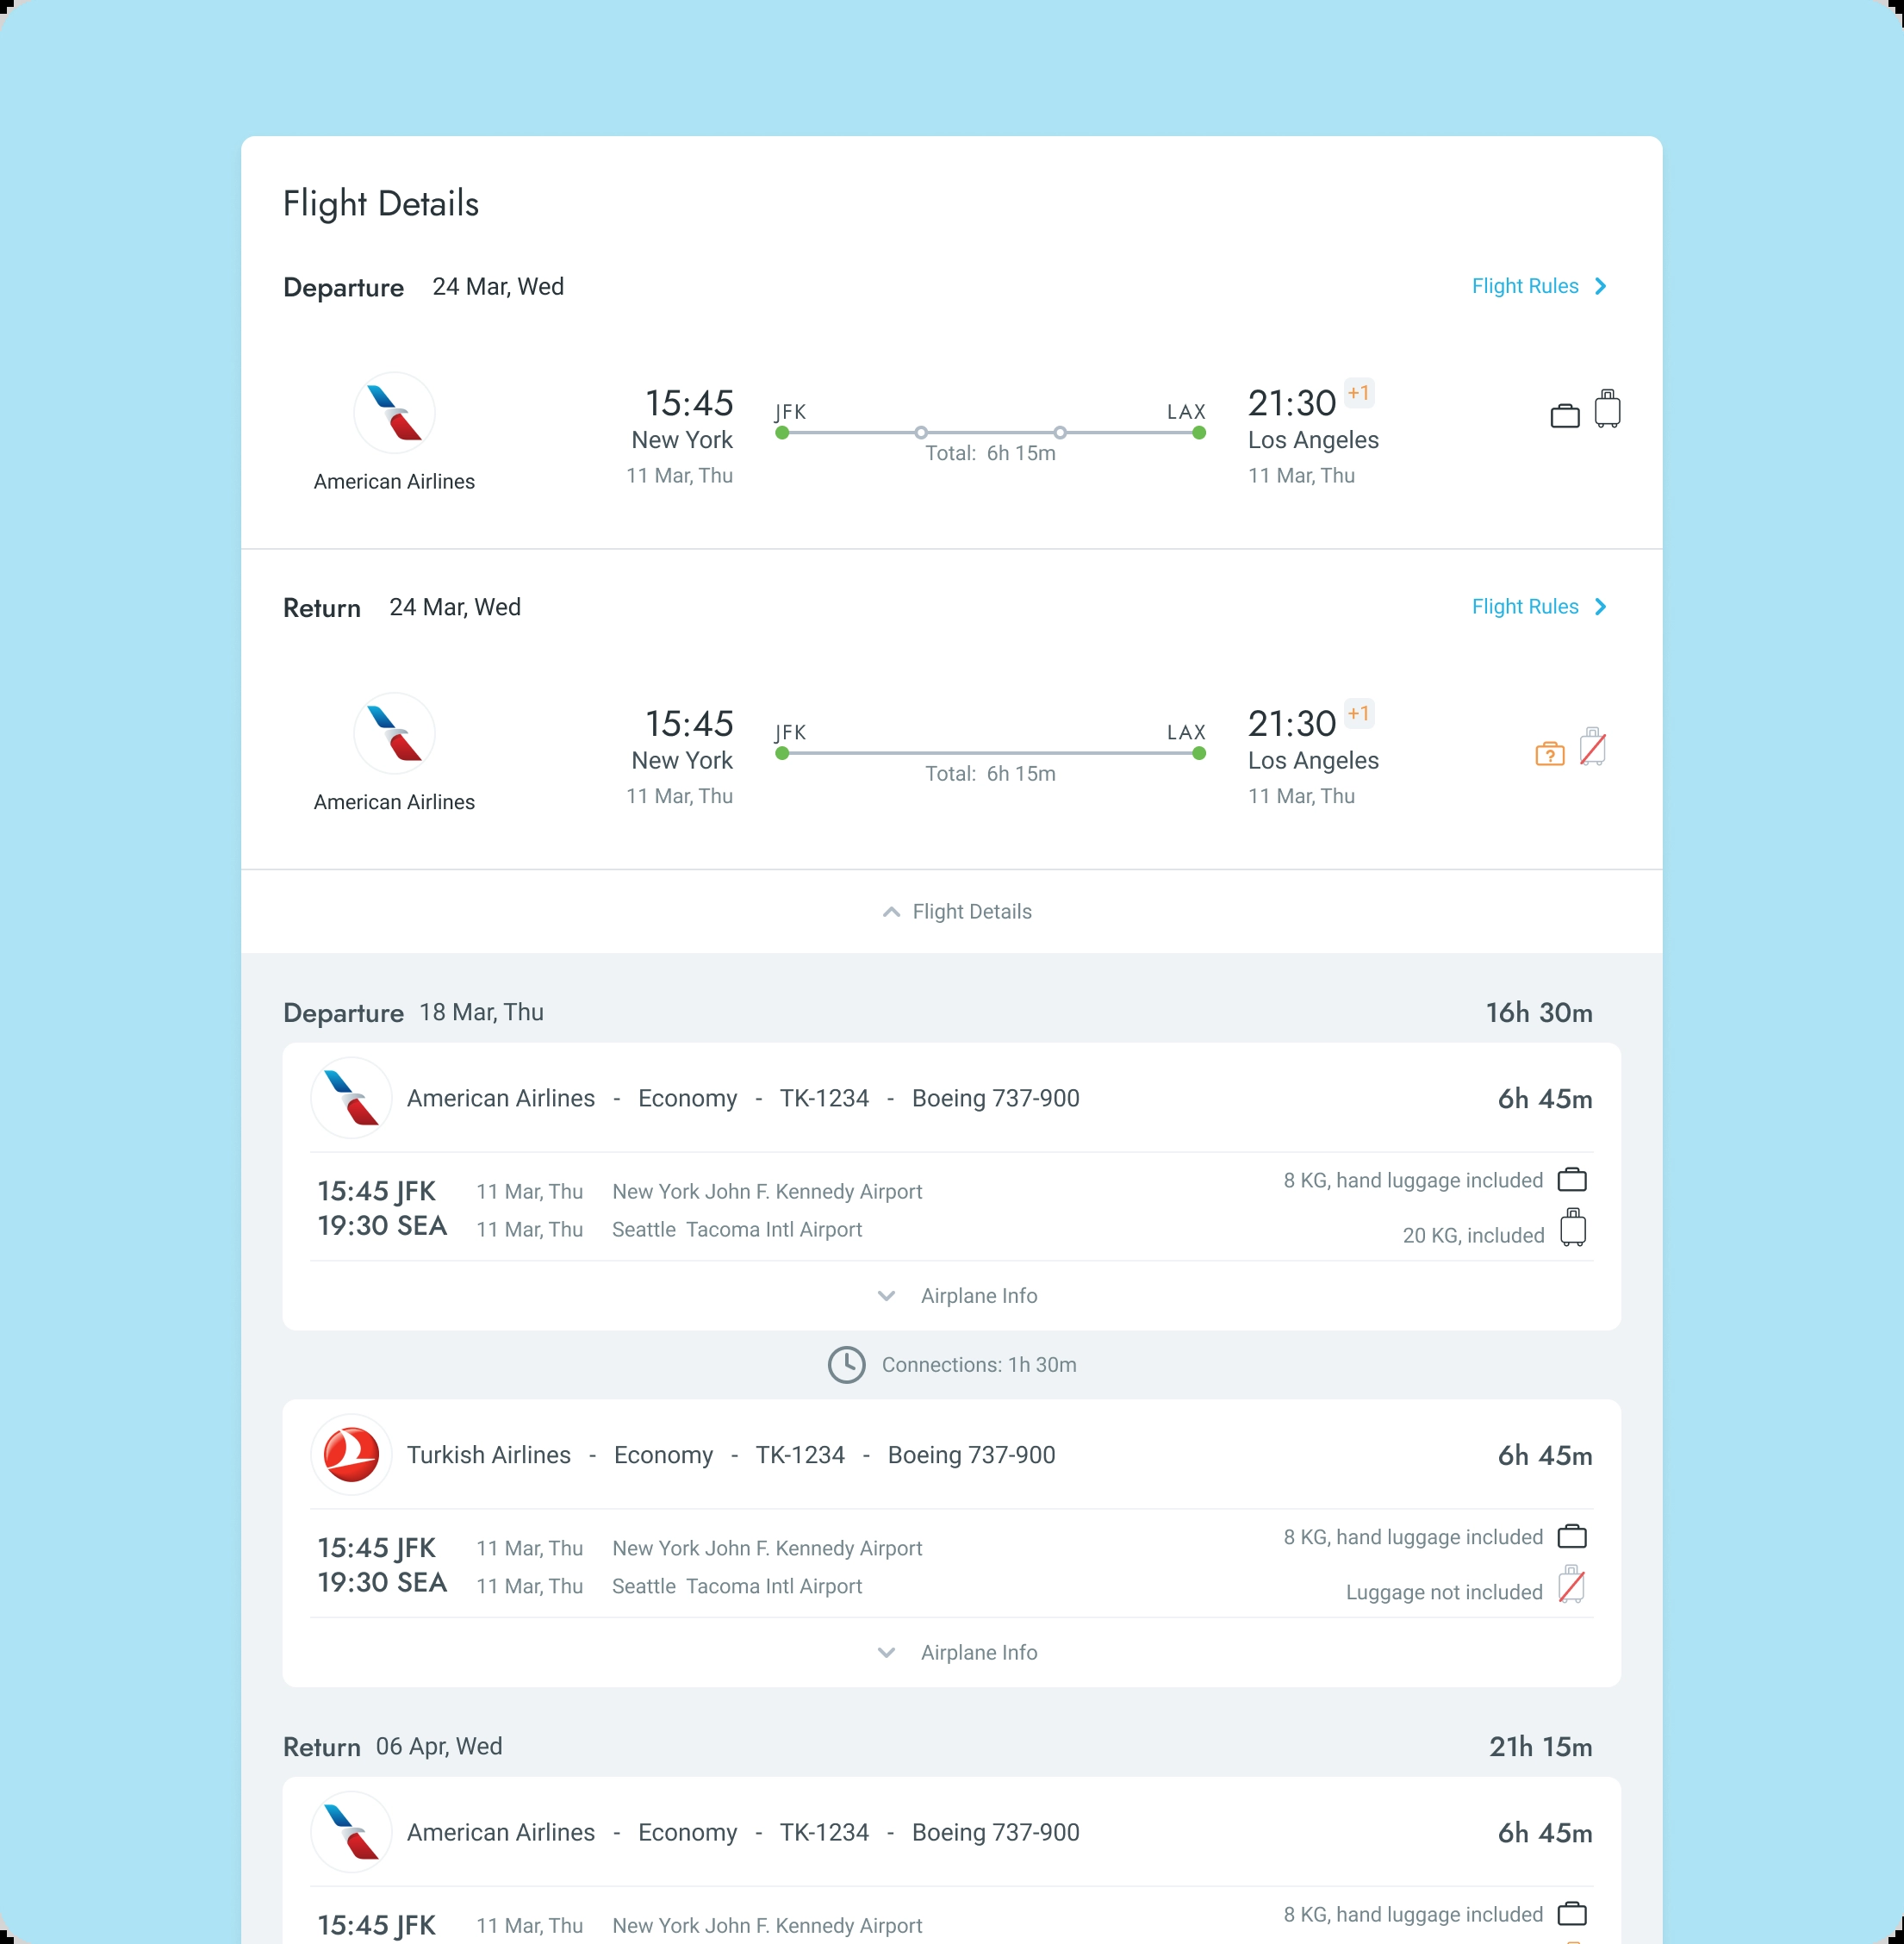 Flight Details
Departure 24 Mar, Wed Flight Rules
American Airlines
15:45
New York
11 Mar, Thu
JFK LAX
Total: 6h 15m
21:30 +1
Los Angeles
11 Mar, Thu
Return 24 Mar, Wed Flight Rules
American Airlines
15:45
New York
11 Mar, Thu
JFK LAX
Total: 6h 15m
21:30 +1
Los Angeles
11 Mar, Thu
?
Flight Details
Departure 18 Mar, Thu 16h 30m
American Airlines - Economy - TK-1234 - Boeing 737-900 6h 45m
15:45 JFK 11 Mar, Thu New York John F. Kennedy Airport 8 KG, hand luggage included
19:30 SEA 11 Mar, Thu Seattle Tacoma Intl Airport 20 KG, included
Airplane Info
Connections: 1h 30m
Turkish Airlines - Economy - TK-1234 - Boeing 737-900 6h 45m
15:45 JFK 11 Mar, Thu New York John F. Kennedy Airport 8 KG, hand luggage included
19:30 SEA 11 Mar, Thu Seattle Tacoma Intl Airport Luggage not included
Airplane Info
Return 06 Apr, Wed 21h 15m
American Airlines - Economy - TK-1234 - Boeing 737-900 6h 45m
15:45 JFK 11 Mar, Thu New York John F. Kennedy Airport 8 KG, hand luggage included